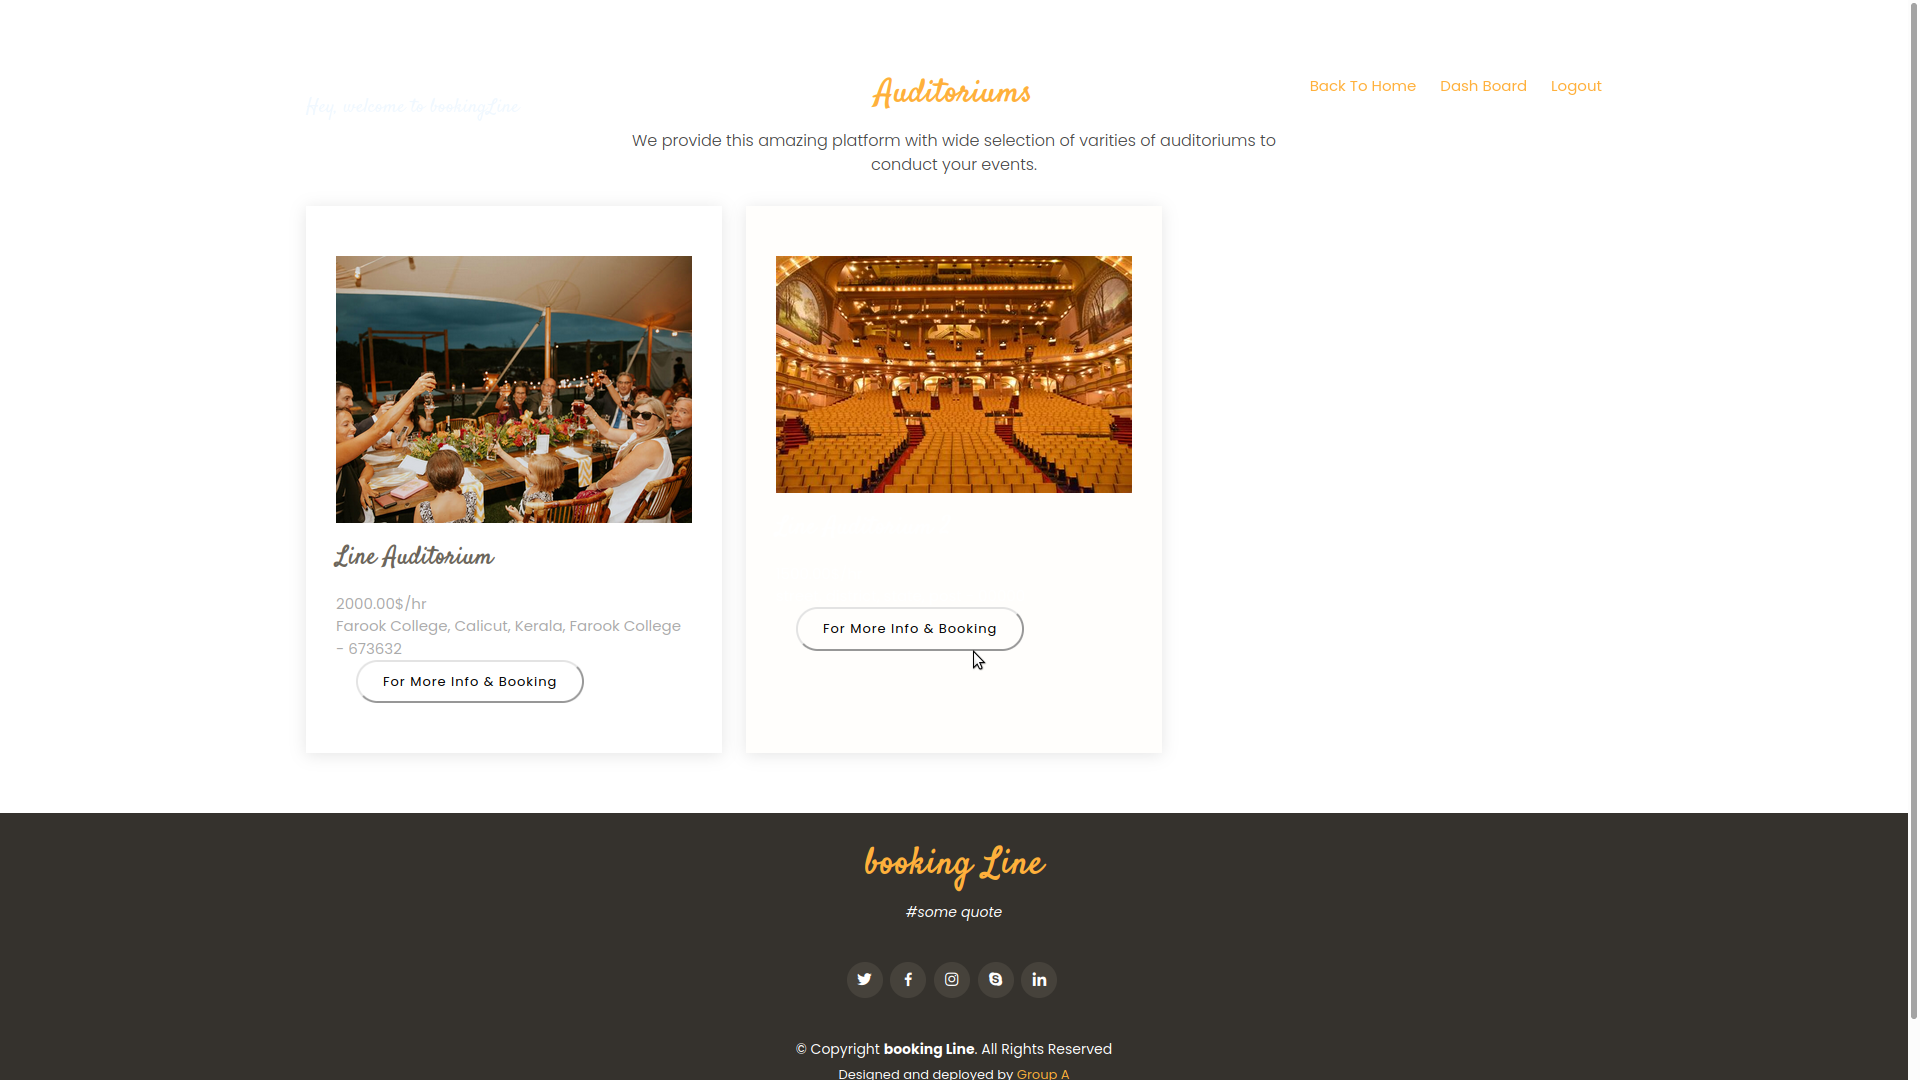 Hey, welcome to bookingLine
Auditoriums
Back To Home
Dash Board
Logout
We provide this amazing platform with wide selection of varities of auditoriums to
conduct your events.
Line Auditorium
2000.00$/hr
Farook College, Calicut, Kerala, Farook College
- 673632
For More Info & Booking
For More Info & Booking
booking Line
#some quote
© Copyright booking Line. All Rights Reserved
Designed and deployed by Group A